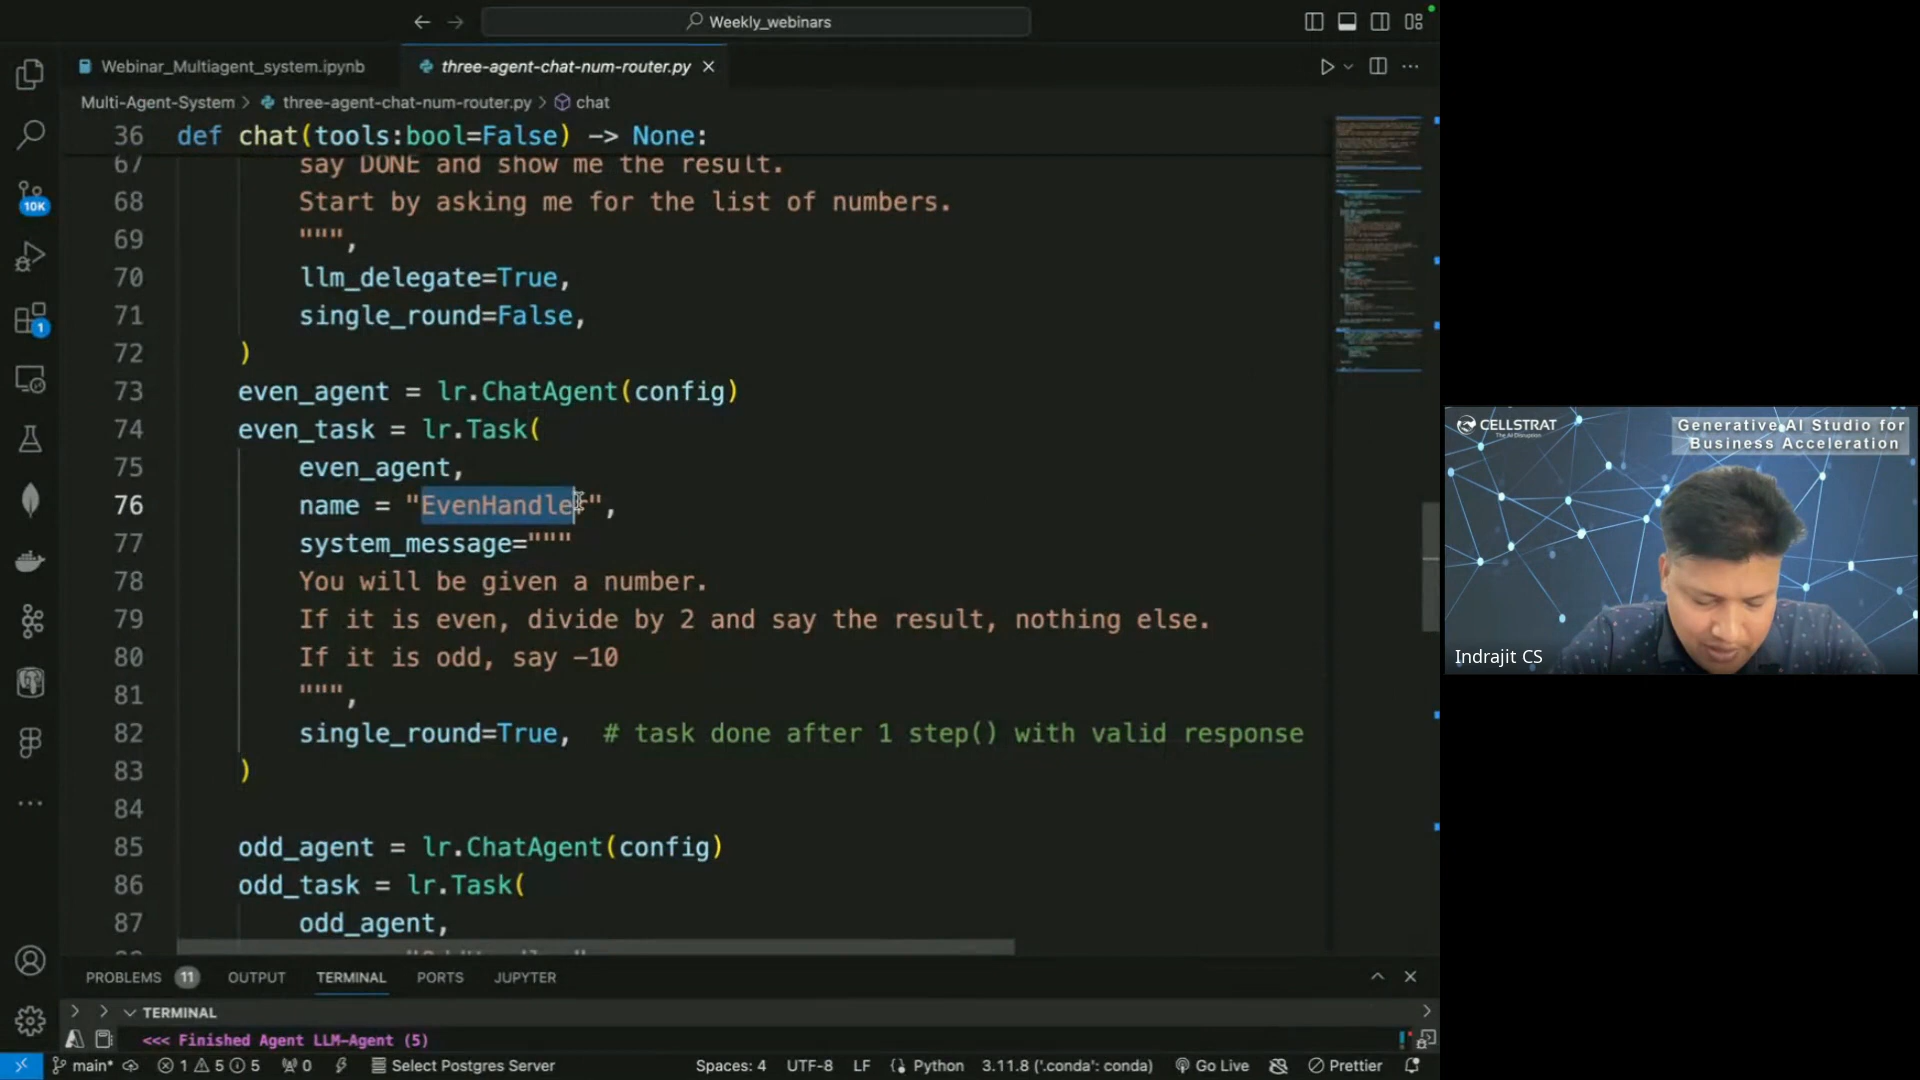 Weekly_webinars
Webinar_Multiagent_system.ipynb
three-agent-chat-num-router.py
Multi-Agent-System > three-agent-chat-num-router.py > chat
36 def chat(tools:bool=False) -> None:
67 say DONE and show me the result.
68 Start by asking me for the list of numbers.
69 """,
70 llm_delegate=True,
71 single_round=False,
72 )
73 even_agent = lr.ChatAgent(config)
74 even_task = lr.Task(
75 even_agent,
76 name = "EvenHandler",
77 system_message="""
78 You will be given a number.
79 If it is even, divide by 2 and say the result, nothing else.
80 If it is odd, say -10
81 """,
82 single_round=True,  # task done after 1 step() with valid response
83 )
84
85 odd_agent = lr.ChatAgent(config)
86 odd_task = lr.Task(
87 odd_agent,
10K
1
PROBLEMS 11 OUTPUT TERMINAL PORTS JUPYTER
TERMINAL
<<< Finished Agent LLM-Agent (5)
main* 1 5 5 0 Select Postgres Server Spaces: 4 UTF-8 LF Python 3.11.8 ('.conda': conda) Go Live Prettier
CELLSTRAT
Generative AI Studio for
Business Acceleration
Indrajit CS